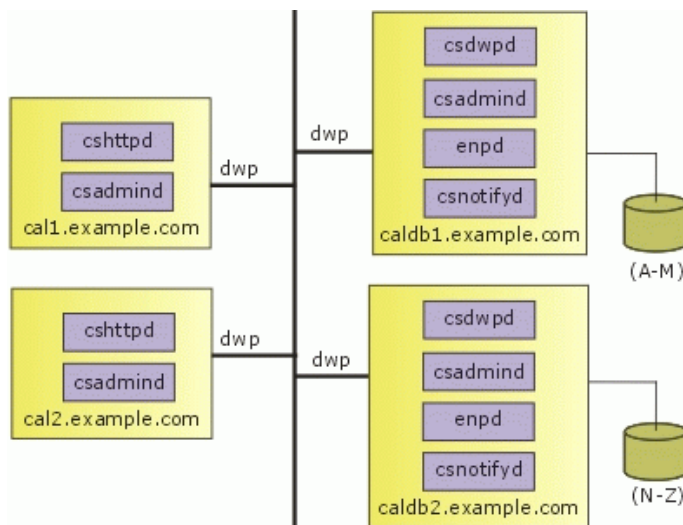 cshttpd
csadmind
cal1.example.com
dwp
dwp
csdwpd
csadmind
enpd
csnotifyd
caldb1.example.com
(A-M)
cshttpd
csadmind
cal2.example.com
dwp
dwp
csdwpd
csadmind
enpd
csnotifyd
caldb2.example.com
(N-Z)